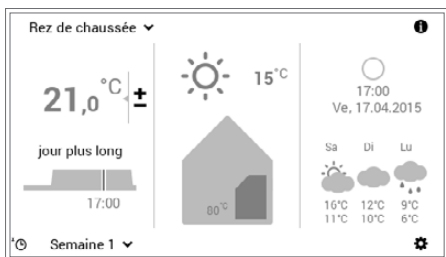 Rez de chaussée
21,0 °C ±
jour plus long
17:00
15°C
80°C
17:00
Ve, 17.04.2015
Sa Di Lu
16°C 12°C 9°C
11°C 10°C 6°C
Semaine 1